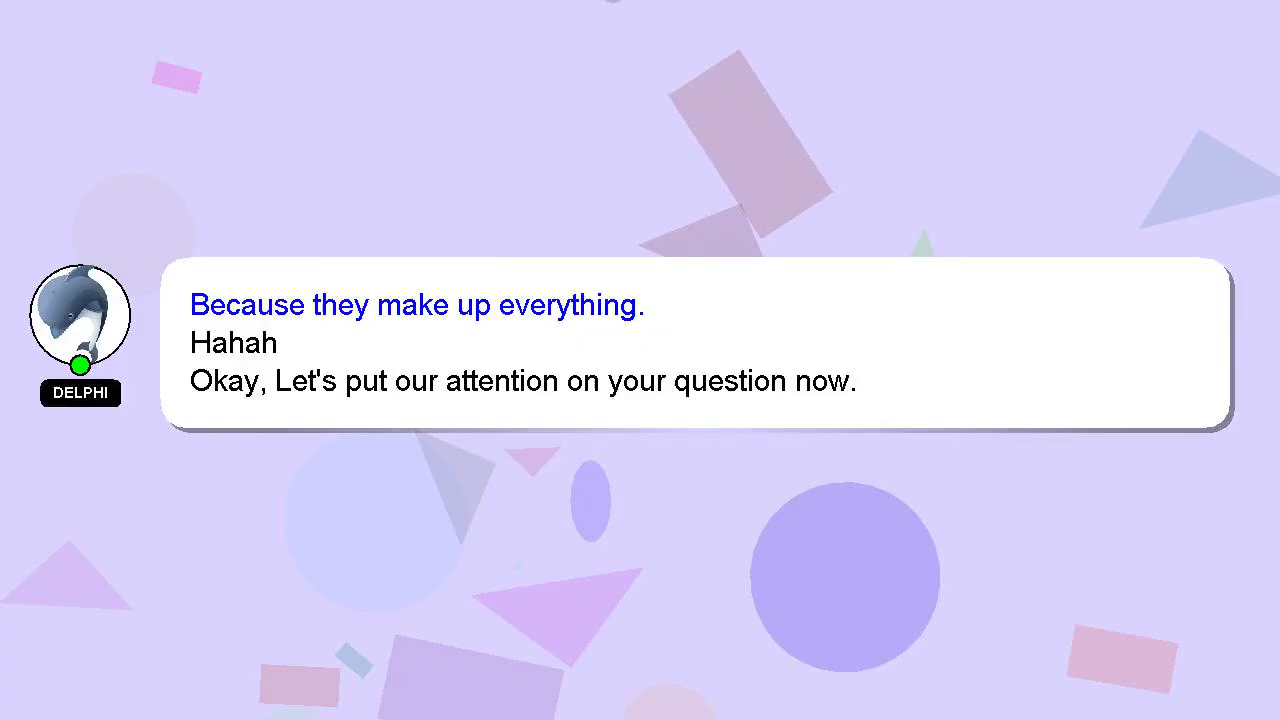 Because they make up everything.
Hahah
Okay, Let's put our attention on your question now.
DELPHI